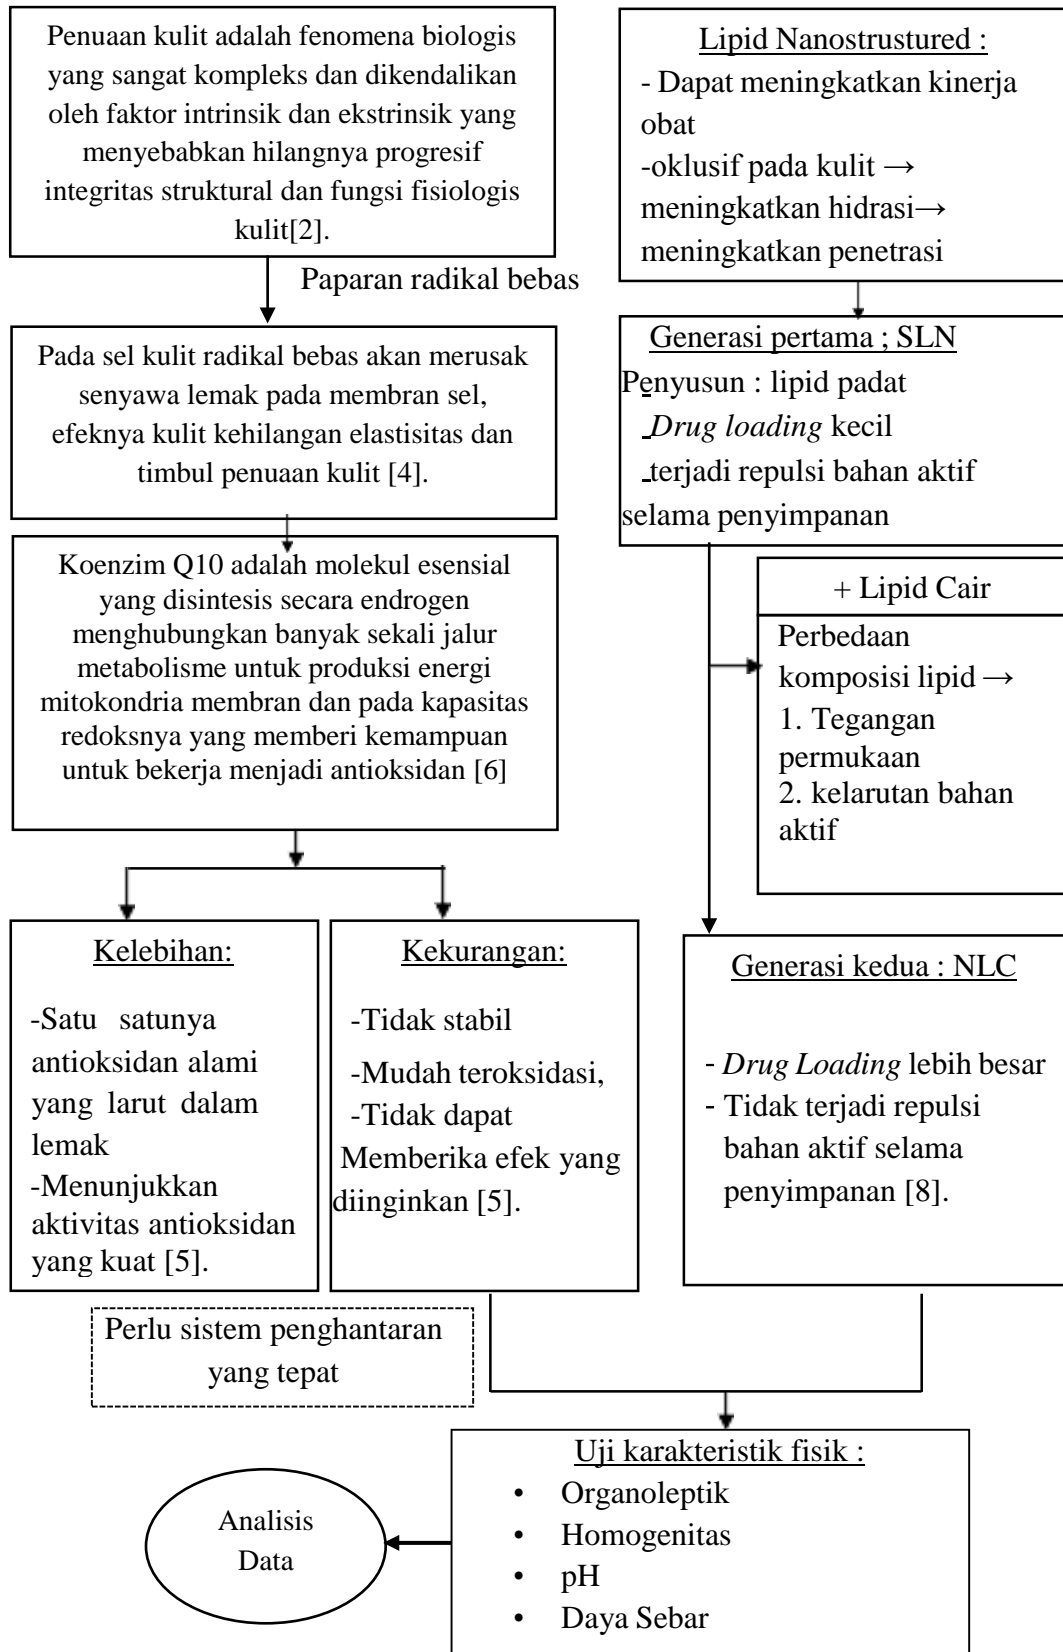 Penuaan kulit adalah fenomena biologis
yang sangat kompleks dan dikendalikan
oleh faktor intrinsik dan ekstrinsik yang
menyebabkan hilangnya progresif
integritas struktural dan fungsi fisiologis
kulit[2].
Paparan radikal bebas
Pada sel kulit radikal bebas akan merusak
senyawa lemak pada membran sel,
efeknya kulit kehilangan elastisitas dan
timbul penuaan kulit [4].
Koenzim Q10 adalah molekul esensial
yang disintesis secara endrogen
menghubungkan banyak sekali jalur
metabolisme untuk produksi energi
mitokondria membran dan pada kapasitas
redoksnya yang memberi kemampuan
untuk bekerja menjadi antioksidan [6]
Kelebihan:
-Satu satunya
antioksidan alami
yang larut dalam
lemak
-Menunjukkan
aktivitas antioksidan
yang kuat [5].
Kekurangan:
-Tidak stabil
-Mudah teroksidasi,
-Tidak dapat
Memberika efek yang
diinginkan [5].
Perlu sistem penghantaran
yang tepat
Lipid Nanostrustured :
- Dapat meningkatkan kinerja
obat
-oklusif pada kulit →
meningkatkan hidrasi→
meningkatkan penetrasi
Generasi pertama ; SLN
Penyusun : lipid padat
-Drug loading kecil
-terjadi repulsi bahan aktif
selama penyimpanan
+ Lipid Cair
Perbedaan
komposisi lipid →
1. Tegangan
permukaan
2. kelarutan bahan
aktif
Generasi kedua : NLC
- Drug Loading lebih besar
- Tidak terjadi repulsi
bahan aktif selama
penyimpanan [8].
Uji karakteristik fisik :
• Organoleptik
• Homogenitas
• pH
• Daya Sebar
Analisis
Data